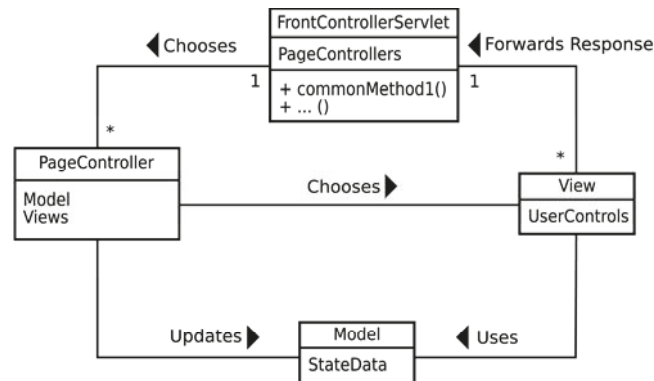 FrontControllerServlet
PageControllers
+ commonMethod1()
+ ... ()
Chooses
Forwards Response
1
1
*
*
PageController
Model
Views
Chooses
View
UserControls
Updates
Uses
Model
StateData